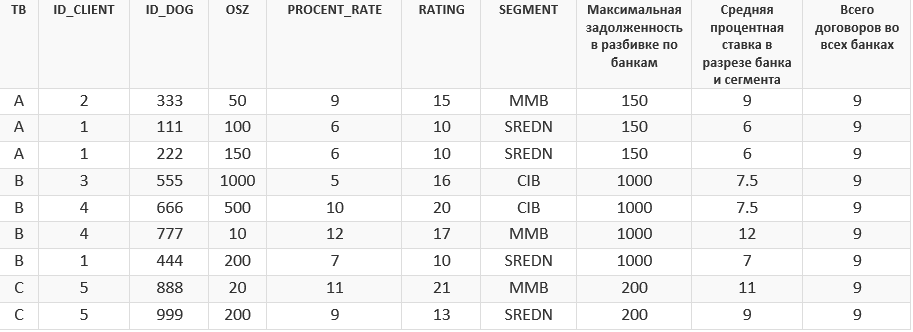 TB ID_CLIENT ID_DOG OSZ PROCENT_RATE RATING SEGMENT Максимальная задолженность в разбивке по банкам Средняя процентная ставка в разрезе банка и сегмента Всего договоров во всех банках
A 2 333 50 9 15 MMB 150 9 9
A 1 111 100 6 10 SREDN 150 6 9
A 1 222 150 6 10 SREDN 150 6 9
B 3 555 1000 5 16 CIB 1000 7.5 9
B 4 666 500 10 20 CIB 1000 7.5 9
B 4 777 10 12 17 MMB 1000 12 9
B 1 444 200 7 10 SREDN 1000 7 9
C 5 888 20 11 21 MMB 200 11 9
C 5 999 200 9 13 SREDN 200 9 9